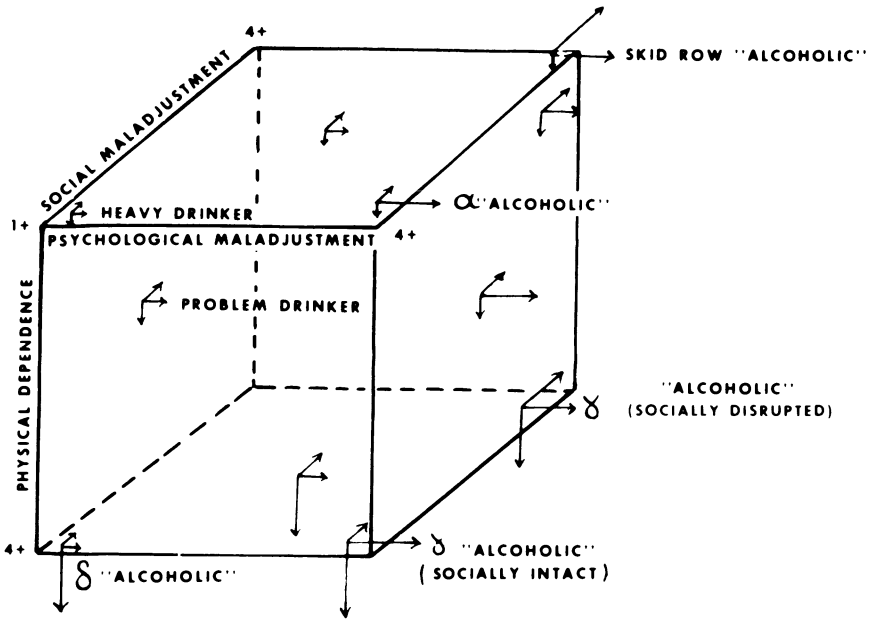 4+
SKID ROW "ALCOHOLIC"
SOCIAL MALADJUSTMENT
α "ALCOHOLIC"
HEAVY DRINKER
1+
PSYCHOLOGICAL MALADJUSTMENT
4+
PROBLEM DRINKER
PHYSICAL DEPENDENCE
"ALCOHOLIC"
γ (SOCIALLY DISRUPTED)
4+
γ "ALCOHOLIC"
(SOCIALLY INTACT)
δ "ALCOHOLIC"